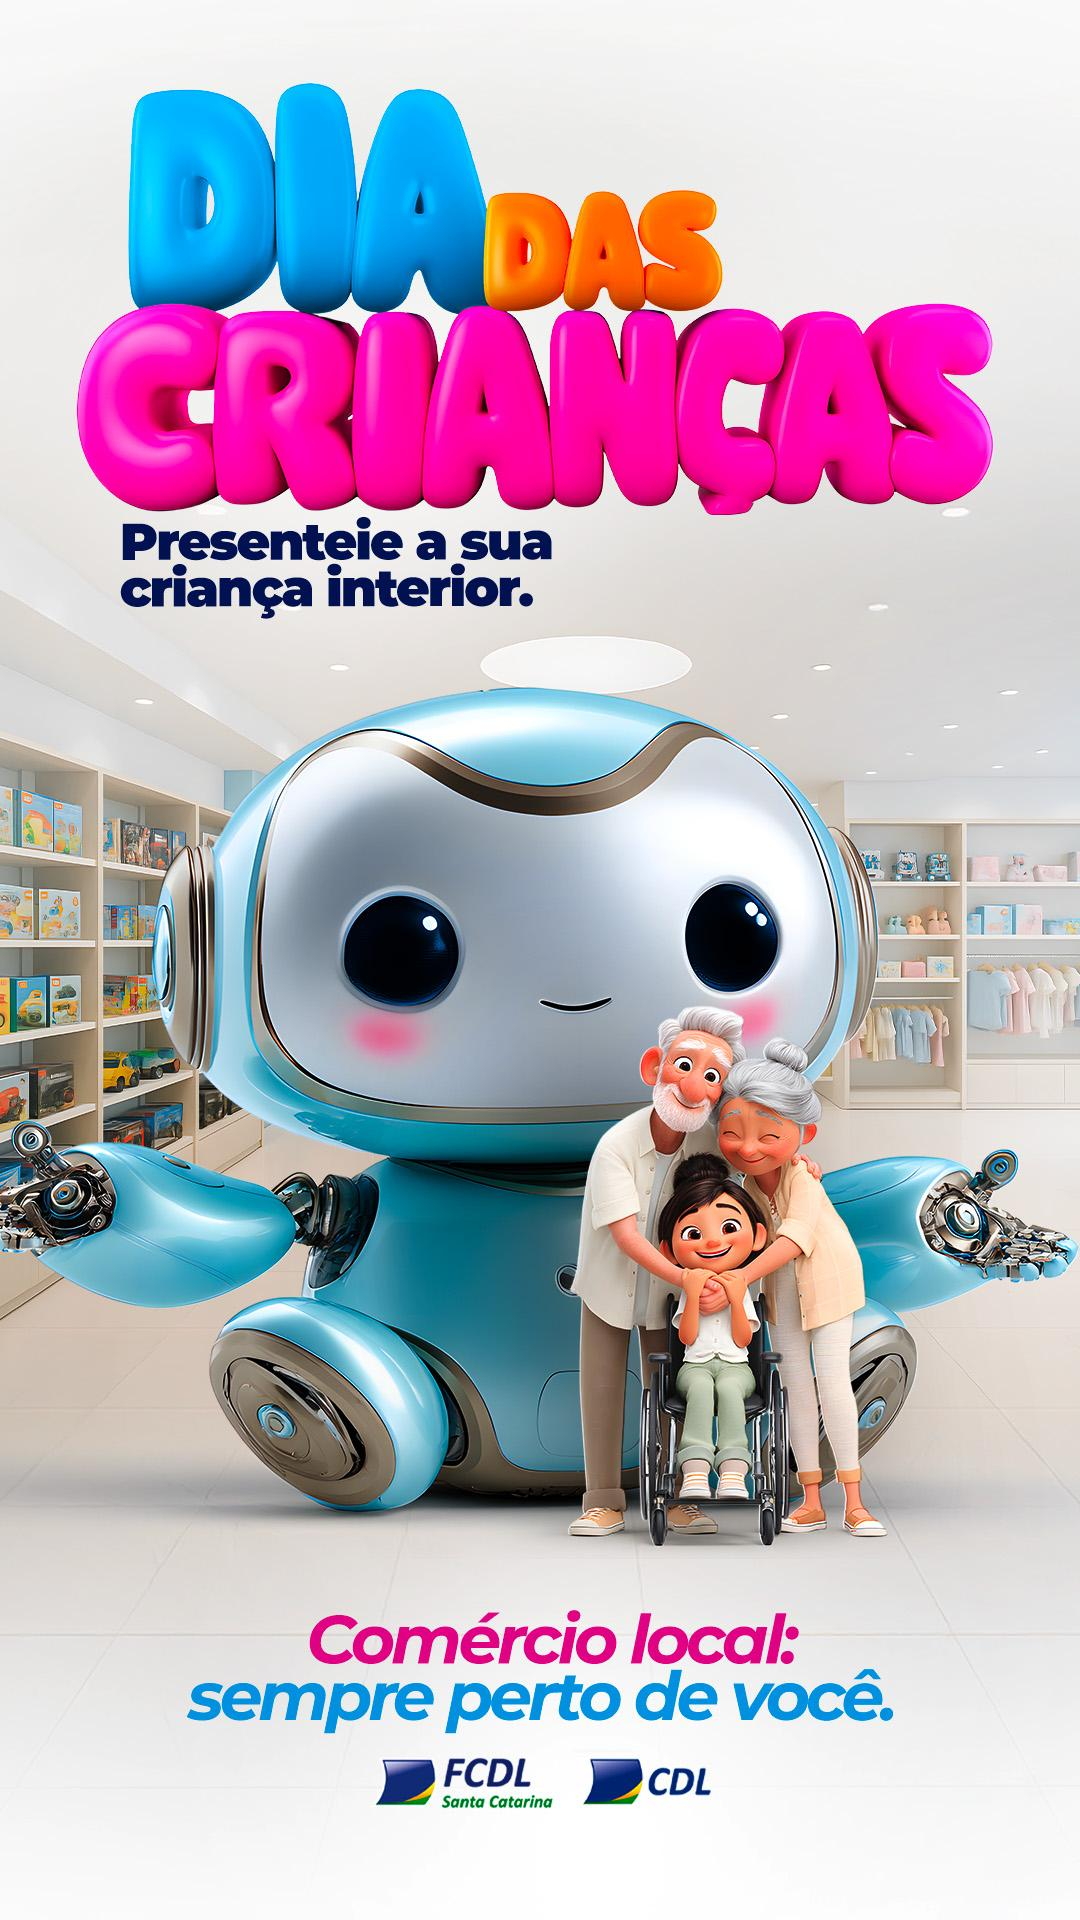 DIA DAS
CRIANÇAS
Presenteie a sua
criança interior.
Comércio local:
sempre perto de você.
FCDL
Santa Catarina
CDL